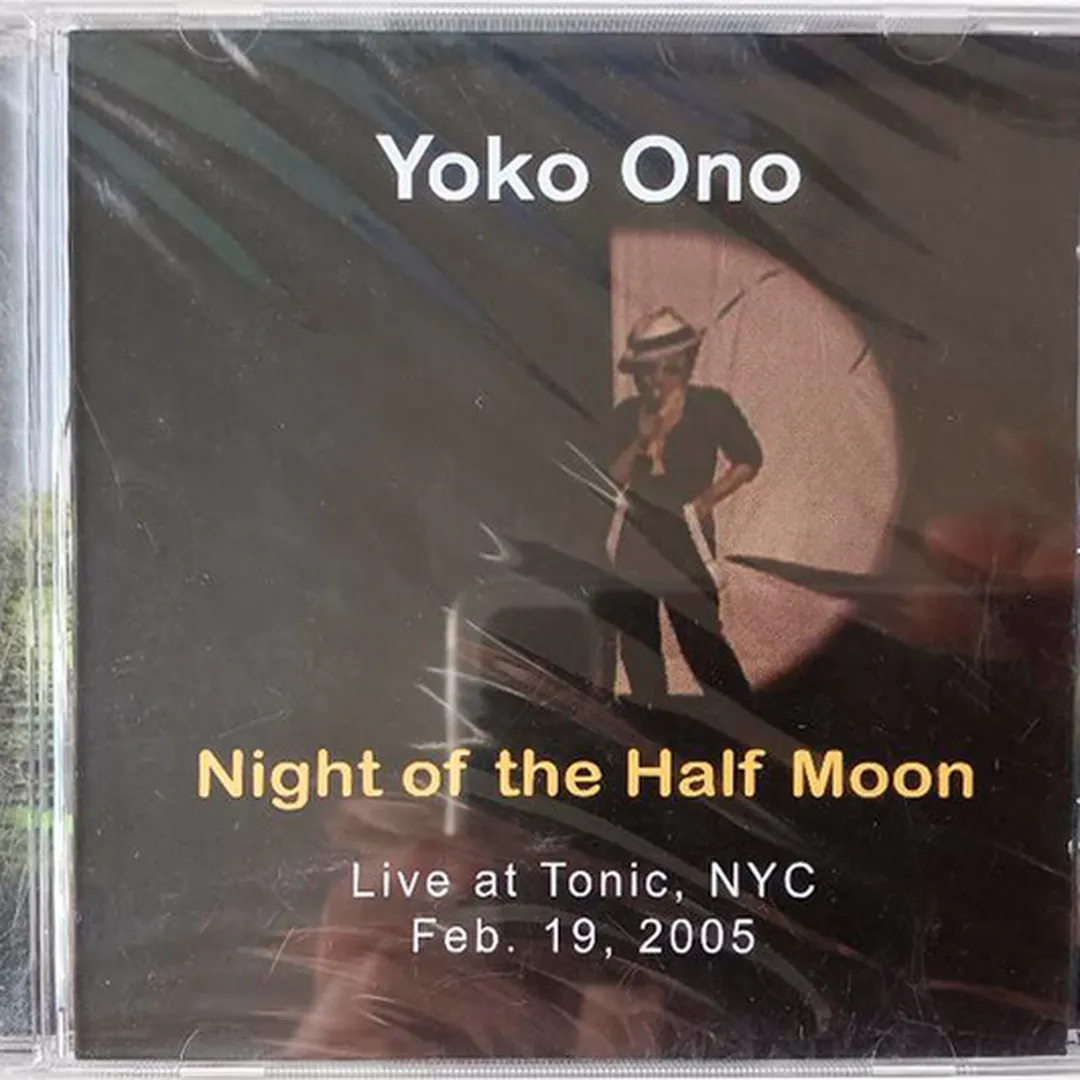 Yoko Ono
Night of the Half Moon
Live at Tonic, NYC
Feb. 19, 2005